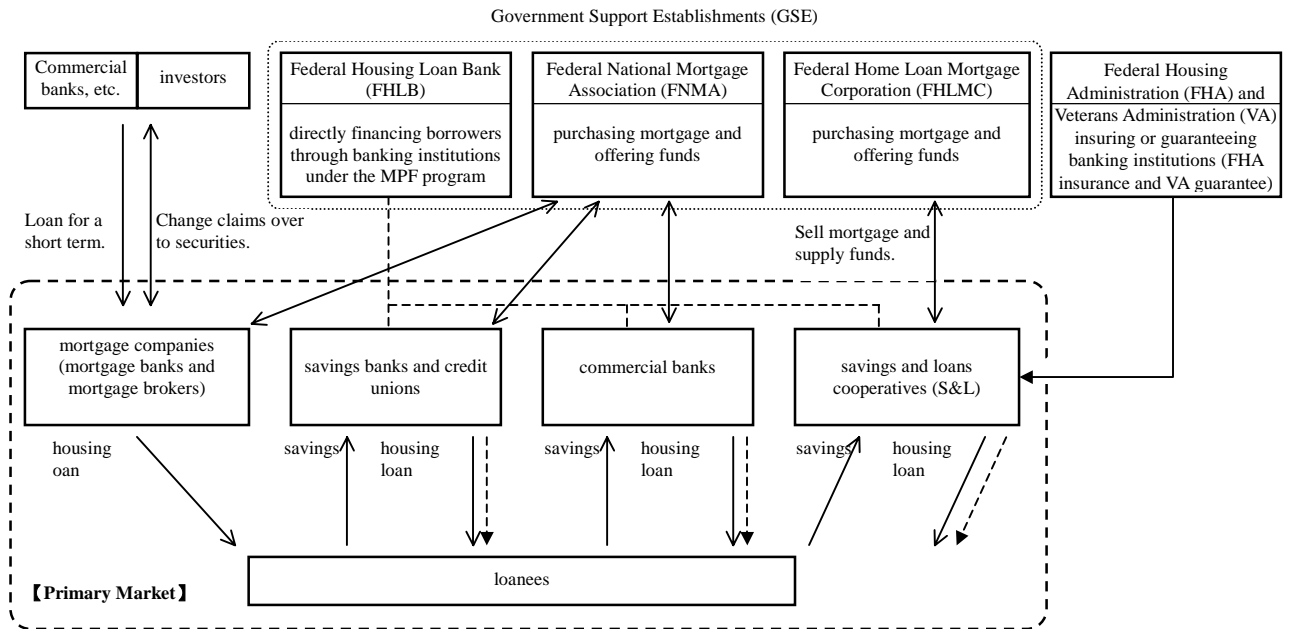 Government Support Establishments (GSE)
Commercial
banks, etc.
investors
Federal Housing Loan Bank
(FHLB)
directly financing borrowers
through banking institutions
under the MPF program
Federal National Mortgage
Association (FNMA)
purchasing mortgage and
offering funds
Federal Home Loan Mortgage
Corporation (FHLMC)
purchasing mortgage and
offering funds
Federal Housing
Administration (FHA) and
Veterans Administration (VA)
insuring or guaranteeing
banking institutions (FHA
insurance and VA guarantee)
Loan for a
short term.
Change claims over
to securities.
Sell mortgage and
supply funds.
mortgage companies
(mortgage banks and
mortgage brokers)
savings banks and credit
unions
commercial banks
savings and loans
cooperatives (S&L)
housing
oan
savings
housing
loan
savings
housing
loan
savings
housing
loan
loanees
【Primary Market】